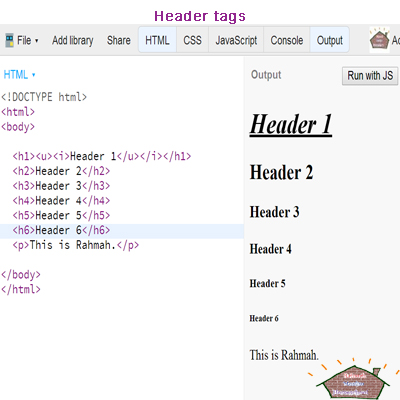 Header tags
File Add library Share HTML CSS JavaScript Console Output
HTML Output Run with JS
<!DOCTYPE html>
<html>
<body>
<h1><u><i>Header 1</u></i></h1>
<h2>Header 2</h2>
<h3>Header 3</h3>
<h4>Header 4</h4>
<h5>Header 5</h5>
<h6>Header 6</h6>
<p>This is Rahmah.</p>
</body>
</html>
Header 1
Header 2
Header 3
Header 4
Header 5
Header 6
This is Rahmah.